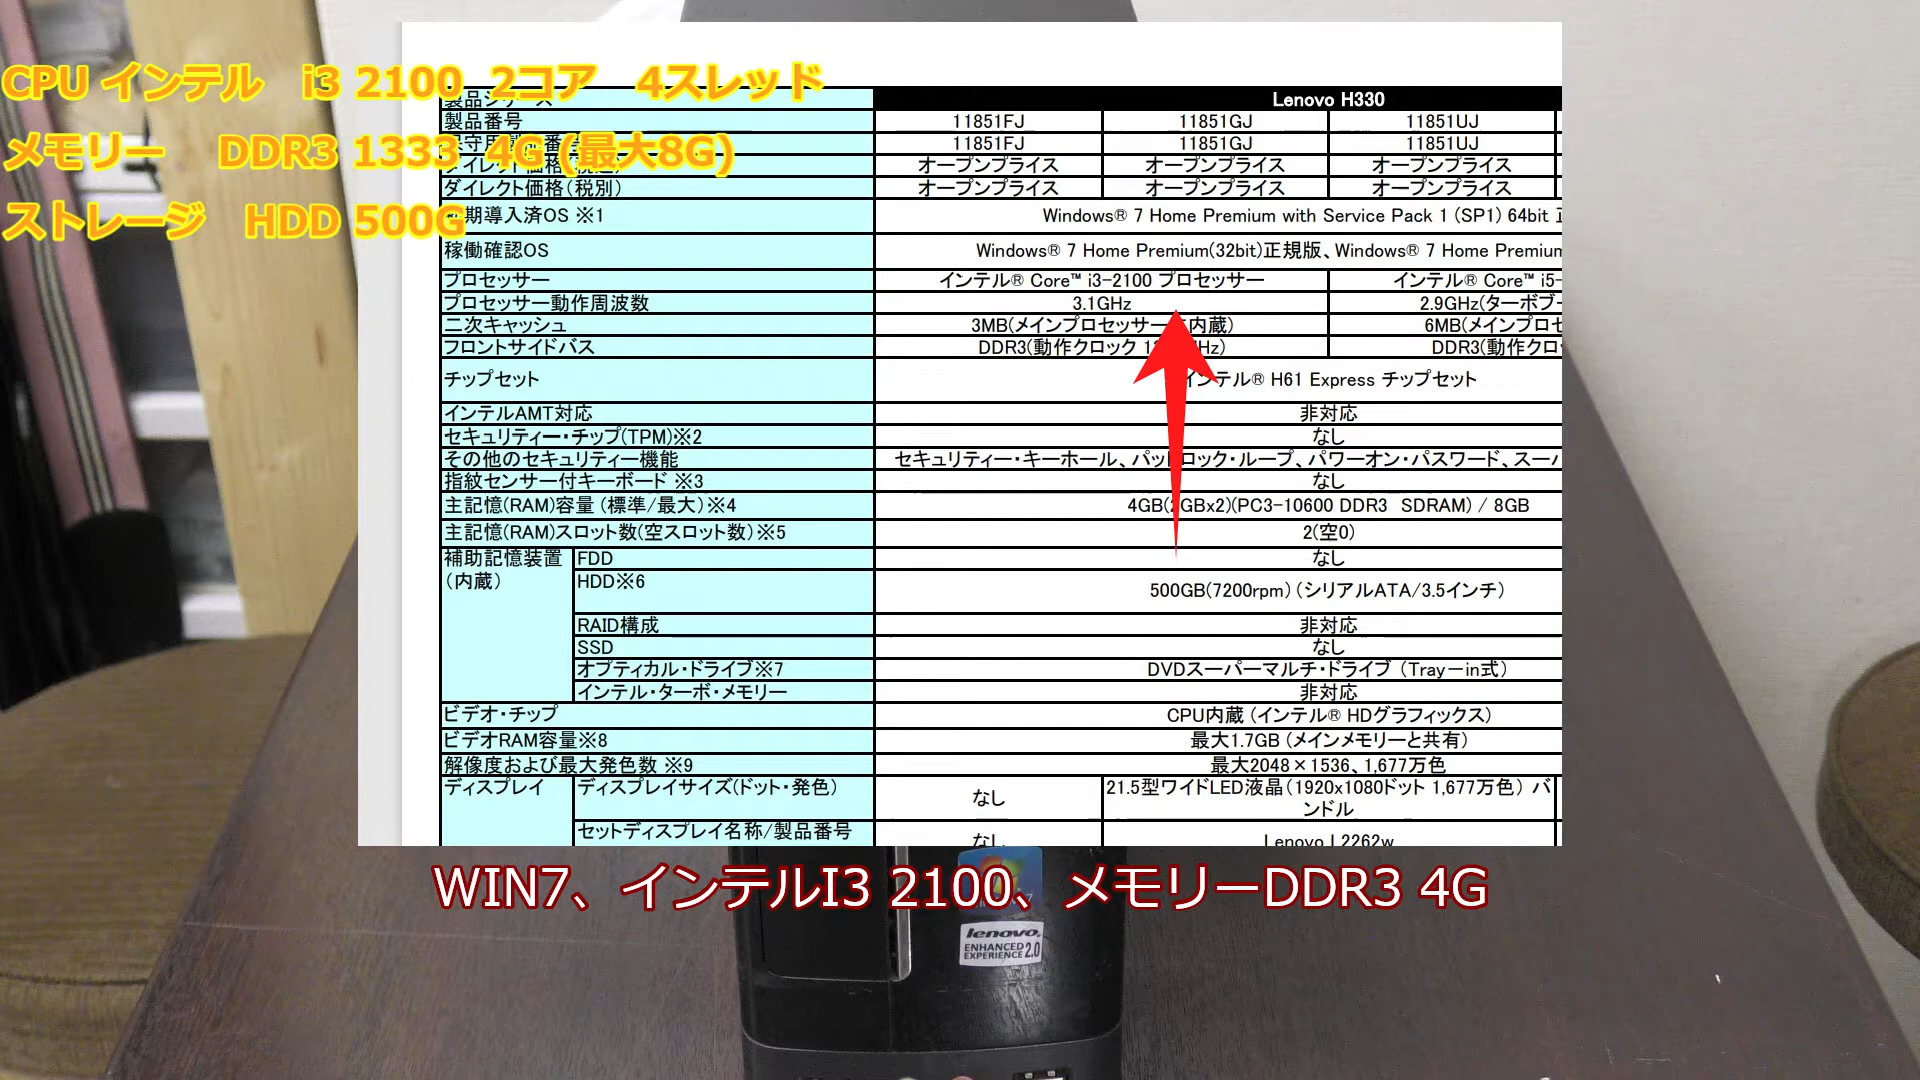 CPU インテル　i3 2100  2コア　4スレッド
メモリー　DDR3 1333  4G (最大8G)
ストレージ　HDD 500G
製品シリーズ Lenovo H330
製品番号 11851FJ 11851GJ 11851UJ
11851FJ 11851GJ 11851UJ
オープンプライス オープンプライス オープンプライス
ダイレクト価格(税別) オープンプライス オープンプライス オープンプライス
期導入済OS ※1 Windows® 7 Home Premium with Service Pack 1 (SP1) 64bit
稼働確認OS Windows® 7 Home Premium(32bit)正規版、Windows® 7 Home Premium
プロセッサー インテル® Core™ i3-2100 プロセッサー インテル® Core™ i5-
プロセッサー動作周波数 3.1GHz 2.9GHz(ターボブー
二次キャッシュ 3MB(メインプロセッサー 内蔵) 6MB(メインプロセ
フロントサイドバス DDR3(動作クロック Hz) DDR3(動作クロ
チップセット インテル® H61 Express チップセット
インテルAMT対応 非対応
セキュリティー・チップ(TPM)※2 なし
その他のセキュリティー機能 セキュリティー・キーホール、パッドロック・ループ、パワーオン・パスワード、スーパ
指紋センサー付キーボード ※3 なし
主記憶(RAM)容量 (標準/最大)※4 4GB(2GBx2)(PC3-10600 DDR3 SDRAM) / 8GB
主記憶(RAM)スロット数(空スロット数)※5 2(空0)
補助記憶装置 FDD なし
(内蔵) HDD※6 500GB(7200rpm) (シリアルATA/3.5インチ)
RAID構成 非対応
SSD なし
オプティカル・ドライブ※7 DVDスーパーマルチ・ドライブ (Tray－in式)
インテル・ターボ・メモリー 非対応
ビデオ・チップ CPU内蔵 (インテル® HDグラフィックス)
ビデオRAM容量※8 最大1.7GB (メインメモリーと共有)
解像度および最大発色数 ※9 最大2048×1536、1,677万色
ディスプレイ ディスプレイサイズ(ドット・発色) なし 21.5型ワイドLED液晶(1920x1080ドット 1,677万色) バ
ンドル
セットディスプレイ名称/製品番号 なし Lenovo L2262w
WIN7、インテルI3 2100、メモリーDDR3 4G
lenovo
ENHANCED
EXPERIENCE 2.0